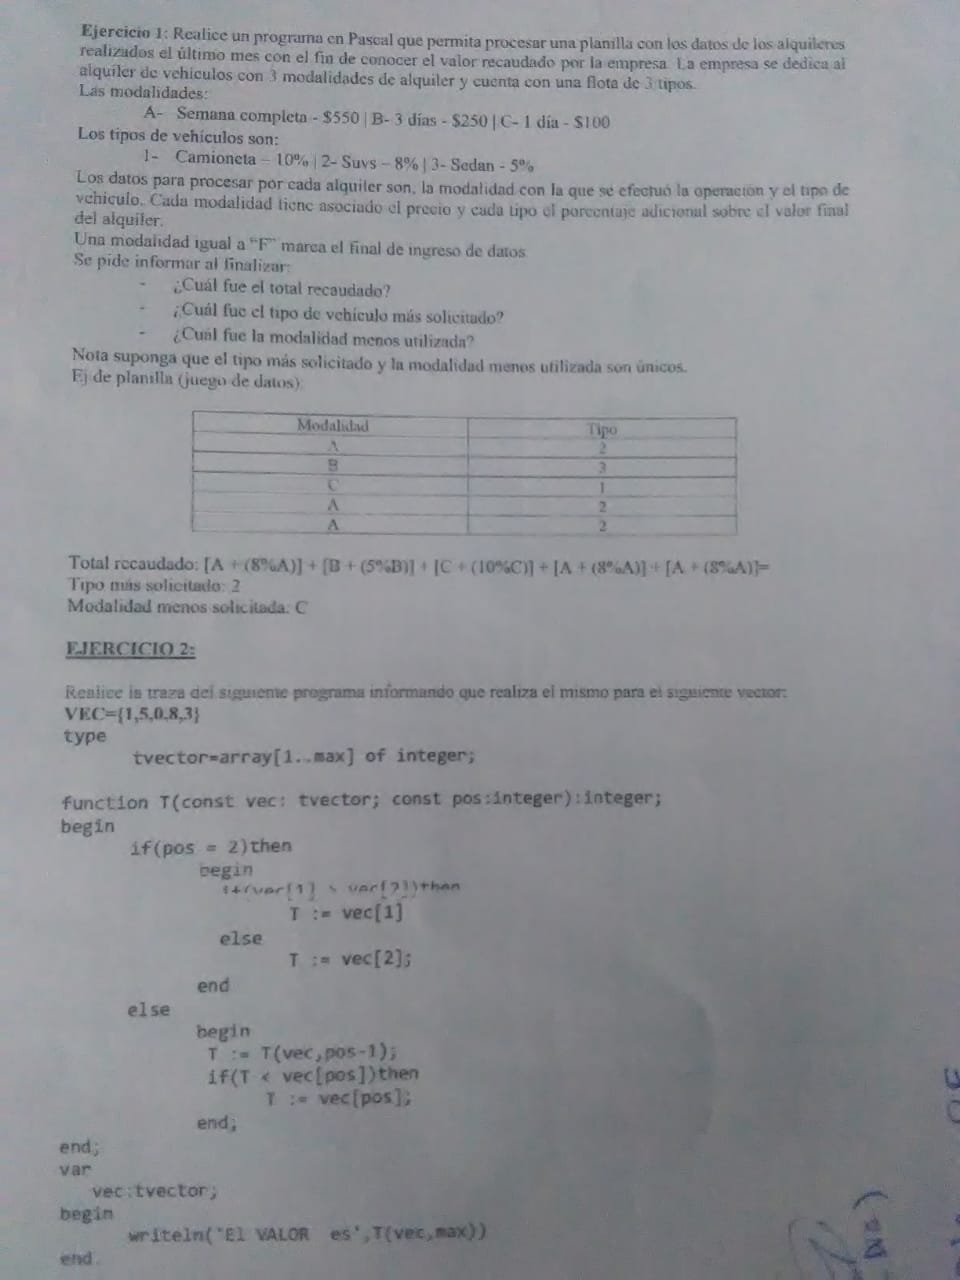 Ejercicio 1: Realice un programa en Pascal que permita procesar una planilla con los datos de los alquileres
realizados el último mes con el fin de conocer el valor recaudado por la empresa. La empresa se dedica al
alquiler de vehículos con 3 modalidades de alquiler y cuenta con una flota de 3 tipos.
Las modalidades:
A- Semana completa - $550 | B- 3 días - $250 | C- 1 día - $100
Los tipos de vehículos son:
1- Camioneta – 10% | 2- Suvs – 8% | 3- Sedan - 5%
Los datos para procesar por cada alquiler son, la modalidad con la que se efectuó la operación y el tipo de
vehículo. Cada modalidad tiene asociado el precio y cada tipo el porcentaje adicional sobre el valor final
del alquiler.
Una modalidad igual a “F” marca el final de ingreso de datos.
Se pide informar al finalizar:
- ¿Cuál fue el total recaudado?
- ¿Cuál fue el tipo de vehículo más solicitado?
- ¿Cuál fue la modalidad menos utilizada?
Nota suponga que el tipo más solicitado y la modalidad menos utilizada son únicos.
Ej de planilla (juego de datos):
Modalidad Tipo
A 2
B 3
C 1
A 2
A 2
Total recaudado: [A + (8%A)] + [B + (5%B)] + [C + (10%C)] + [A + (8%A)] + [A + (8%A)]=
Tipo más solicitado: 2
Modalidad menos solicitada: C
EJERCICIO 2:
Realice la traza del siguiente programa informando que realiza el mismo para el siguiente vector:
VEC={1,5,0,8,3}
type
tvector=array[1..max] of integer;
function T(const vec: tvector; const pos:integer):integer;
begin
if(pos = 2)then
begin
if(vec[1] > vec[2])then
T := vec[1]
else
T := vec[2];
end
else
begin
T := T(vec,pos-1);
if(T < vec[pos])then
T := vec[pos];
end;
end;
var
vec:tvector;
begin
writeln('El VALOR es',T(vec,max))
end.